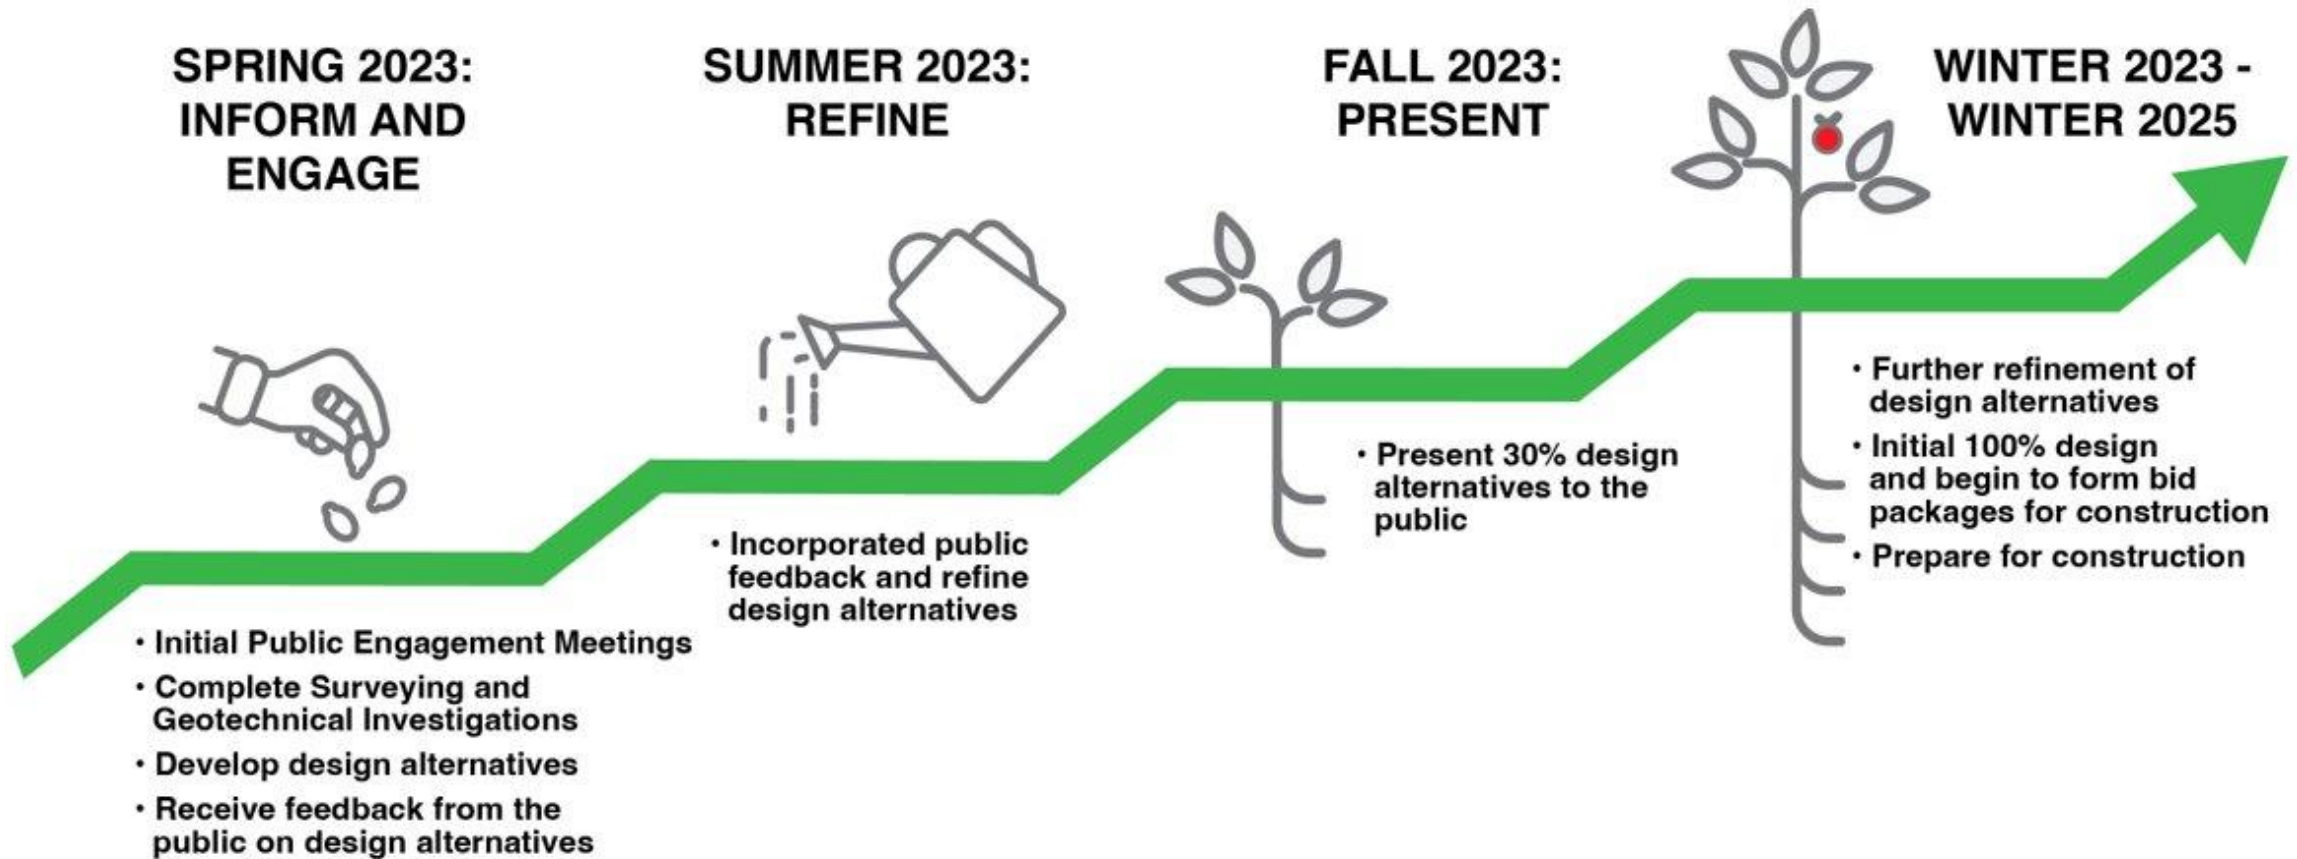 SPRING 2023:
INFORM AND
ENGAGE
• Initial Public Engagement Meetings
• Complete Surveying and
Geotechnical Investigations
• Develop design alternatives
• Receive feedback from the
public on design alternatives
SUMMER 2023:
REFINE
• Incorporated public
feedback and refine
design alternatives
FALL 2023:
PRESENT
• Present 30% design
alternatives to the
public
WINTER 2023 -
WINTER 2025
• Further refinement of
design alternatives
• Initial 100% design
and begin to form bid
packages for construction
• Prepare for construction